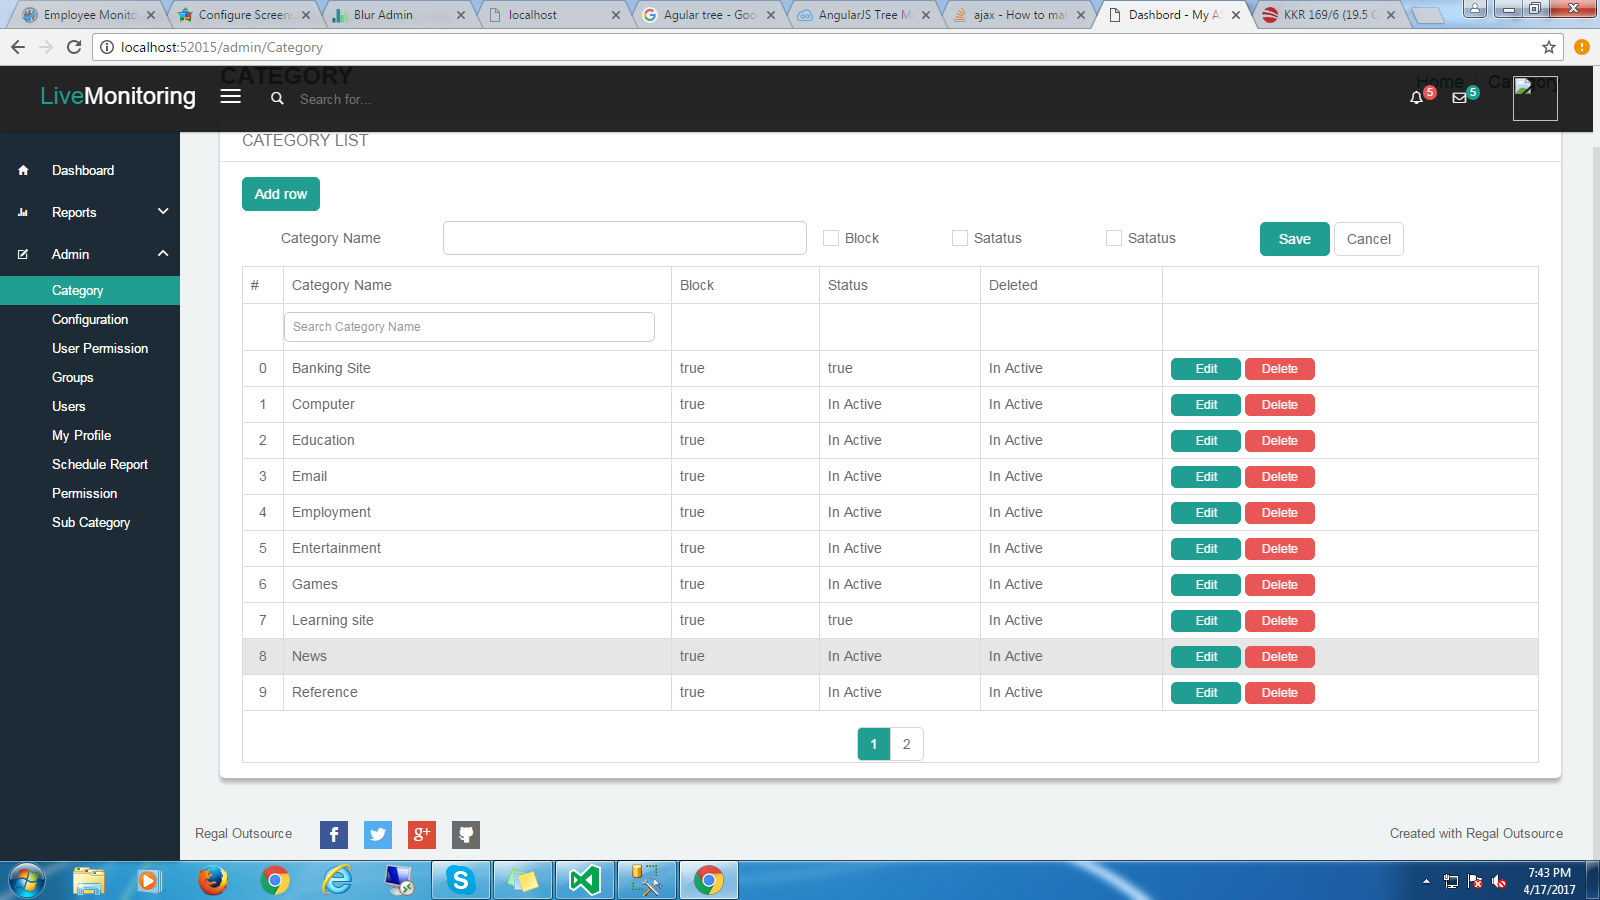 Employee Monito
Configure Screen
Blur Admin
localhost
Agular tree - Goo
AngularJS Tree M
ajax - How to mal
Dashbord - My A
KKR 169/6 (19.5 O
localhost:52015/admin/Category
CATEGORY
Home / Category
LiveMonitoring
Search for...
5
5
CATEGORY LIST
Dashboard
Reports
Admin
Category
Configuration
User Permission
Groups
Users
My Profile
Schedule Report
Permission
Sub Category
Add row
Category Name Block Satatus Satatus Save Cancel
# Category Name Block Status Deleted
Search Category Name
0 Banking Site true true In Active Edit Delete
1 Computer true In Active In Active Edit Delete
2 Education true In Active In Active Edit Delete
3 Email true In Active In Active Edit Delete
4 Employment true In Active In Active Edit Delete
5 Entertainment true In Active In Active Edit Delete
6 Games true In Active In Active Edit Delete
7 Learning site true true In Active Edit Delete
8 News true In Active In Active Edit Delete
9 Reference true In Active In Active Edit Delete
1 2
Regal Outsource
f
g+
Created with Regal Outsource
7:43 PM
4/17/2017